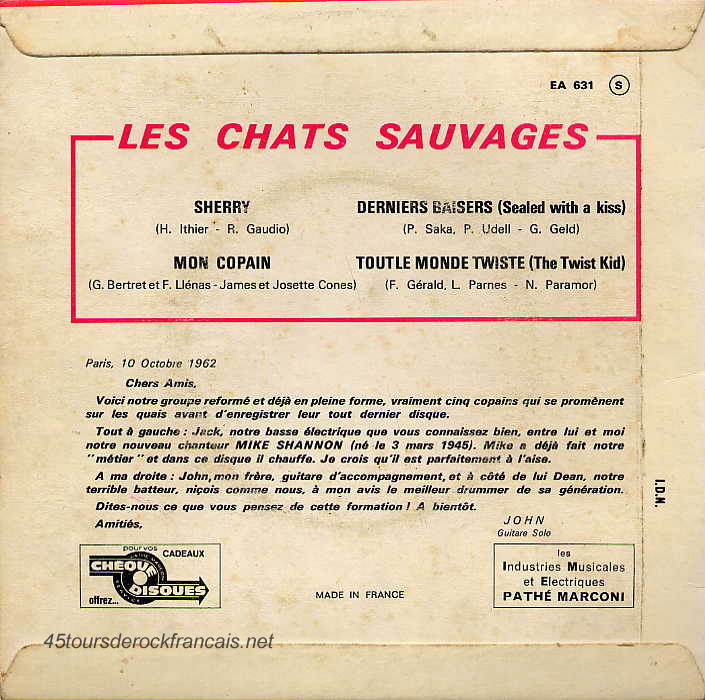 EA 631 S
LES CHATS SAUVAGES
SHERRY
(H. Ithier - R. Gaudio)
DERNIERS BAISERS (Sealed with a kiss)
(P. Saka, P. Udell - G. Geld)
MON COPAIN
(G. Bertret et F. Llénas - James et Josette Cones)
TOUT LE MONDE TWISTE (The Twist Kid)
(F. Gérald, L. Parnes - N. Paramor)
Paris, 10 Octobre 1962
Chers Amis,
Voici notre groupe reformé et déjà en pleine forme, vraiment cinq copains qui se promènent
sur les quais avant d'enregistrer leur tout dernier disque.
Tout à gauche : Jack, notre basse électrique que vous connaissez bien, entre lui et moi
notre nouveau chanteur MIKE SHANNON (né le 3 mars 1945). Mike a déjà fait notre
"métier" et dans ce disque il chauffe. Je crois qu'il est parfaitement à l'aise.
A ma droite : John, mon frère, guitare d'accompagnement, et à côté de lui Dean, notre
terrible batteur, niçois comme nous, à mon avis le meilleur drummer de sa génération.
Dites-nous ce que vous pensez de cette formation ! A bientôt.
Amitiés,
JOHN
Guitare Solo
I.D.N.
pour vos CADEAUX
CHEQUE
DISQUES
offrez...
MADE IN FRANCE
les
Industries Musicales
et Electriques
PATHÉ MARCONI
45toursderockfrancais.net